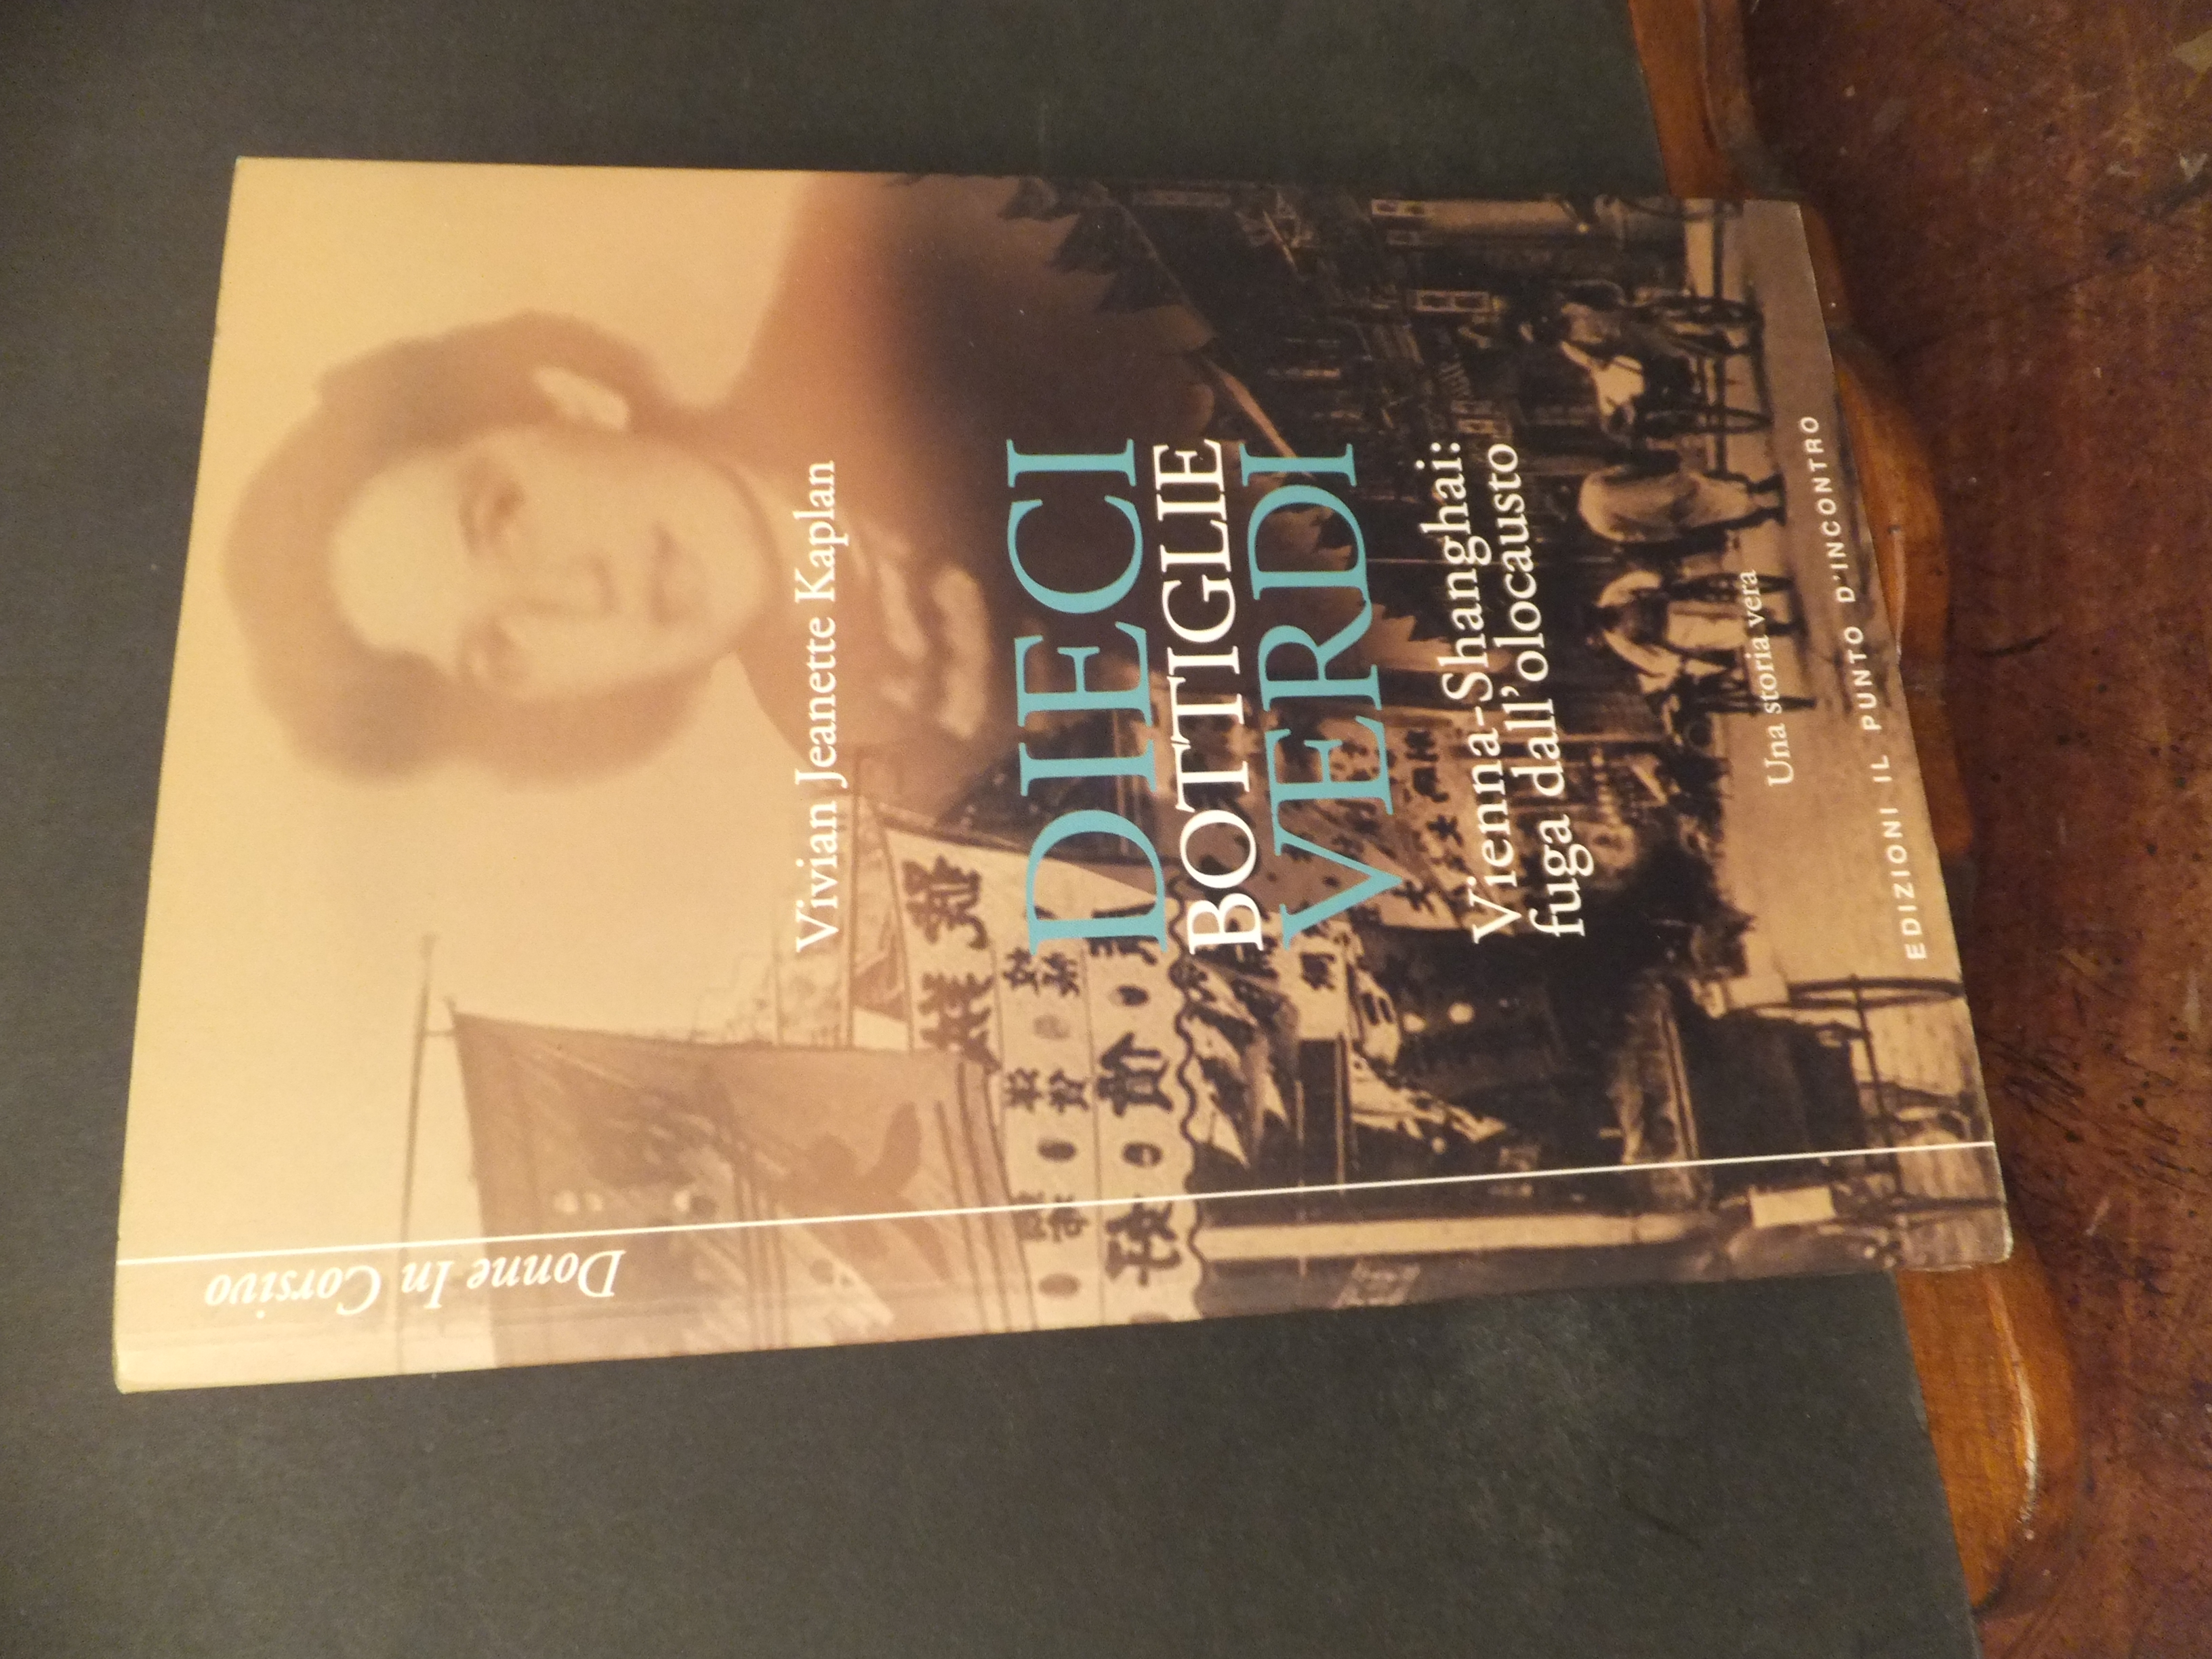 Vivian Jeanette Kaplan
DIECI
BOTTIGLIE
VERDI
Vienna-Shanghai:
fuga dall'olocausto
Una storia vera
EDIZIONI IL PUNTO D'INCONTRO
Donne In Corsivo